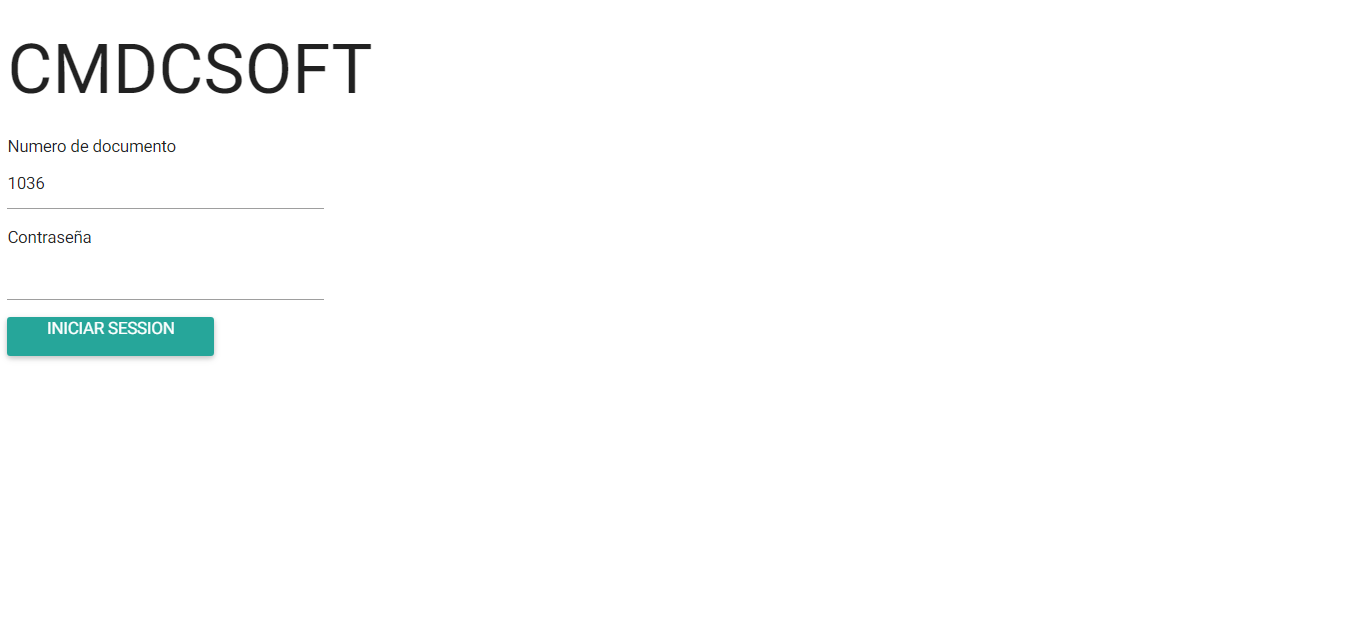 CMDCSOFT
Numero de documento
1036
Contraseña
INICIAR SESSION